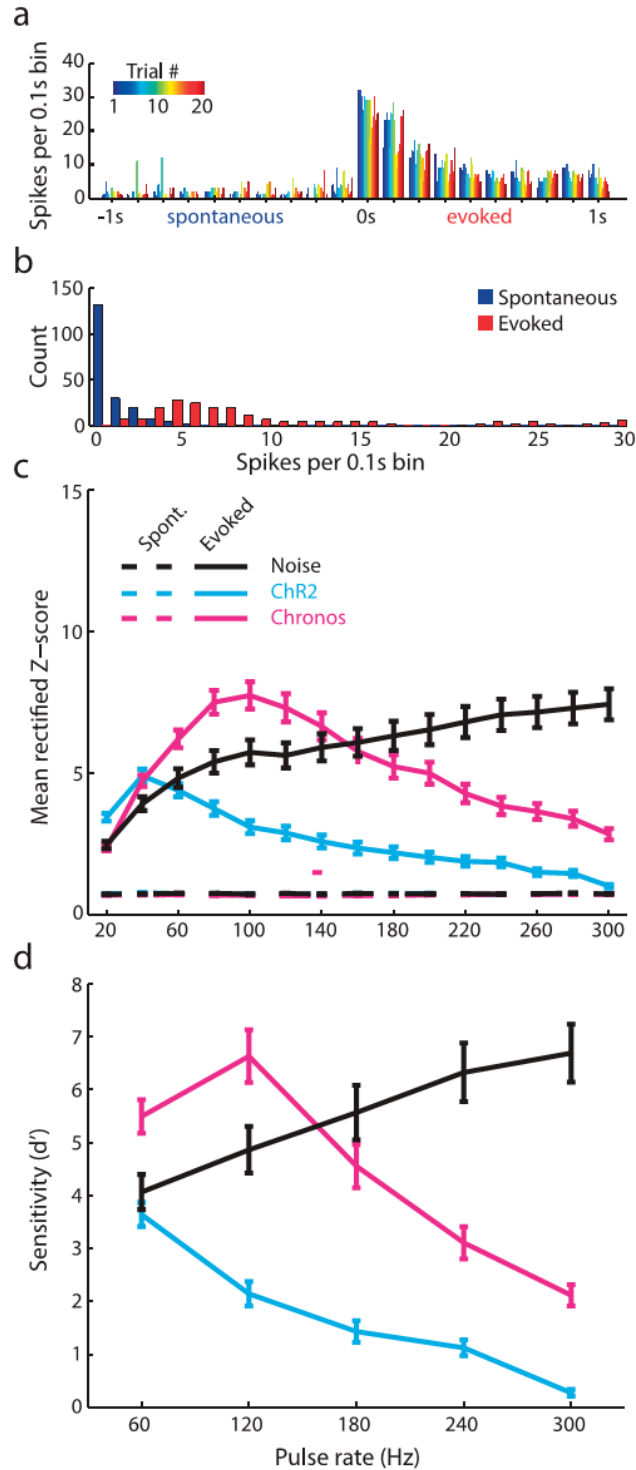 a
Spikes per 0.1s bin
40
30
20
10
0
Trial #
1 10 20
-1s spontaneous 0s evoked 1s
b
Count
150
100
50
0
Spontaneous
Evoked
0 5 10 15 20 25 30
Spikes per 0.1s bin
c
Mean rectified Z-score
15
10
5
0
Spont. Evoked
Noise
ChR2
Chronos
20 60 100 140 180 220 260 300
d
Sensitivity (d')
8
7
6
5
4
3
2
1
0
60 120 180 240 300
Pulse rate (Hz)